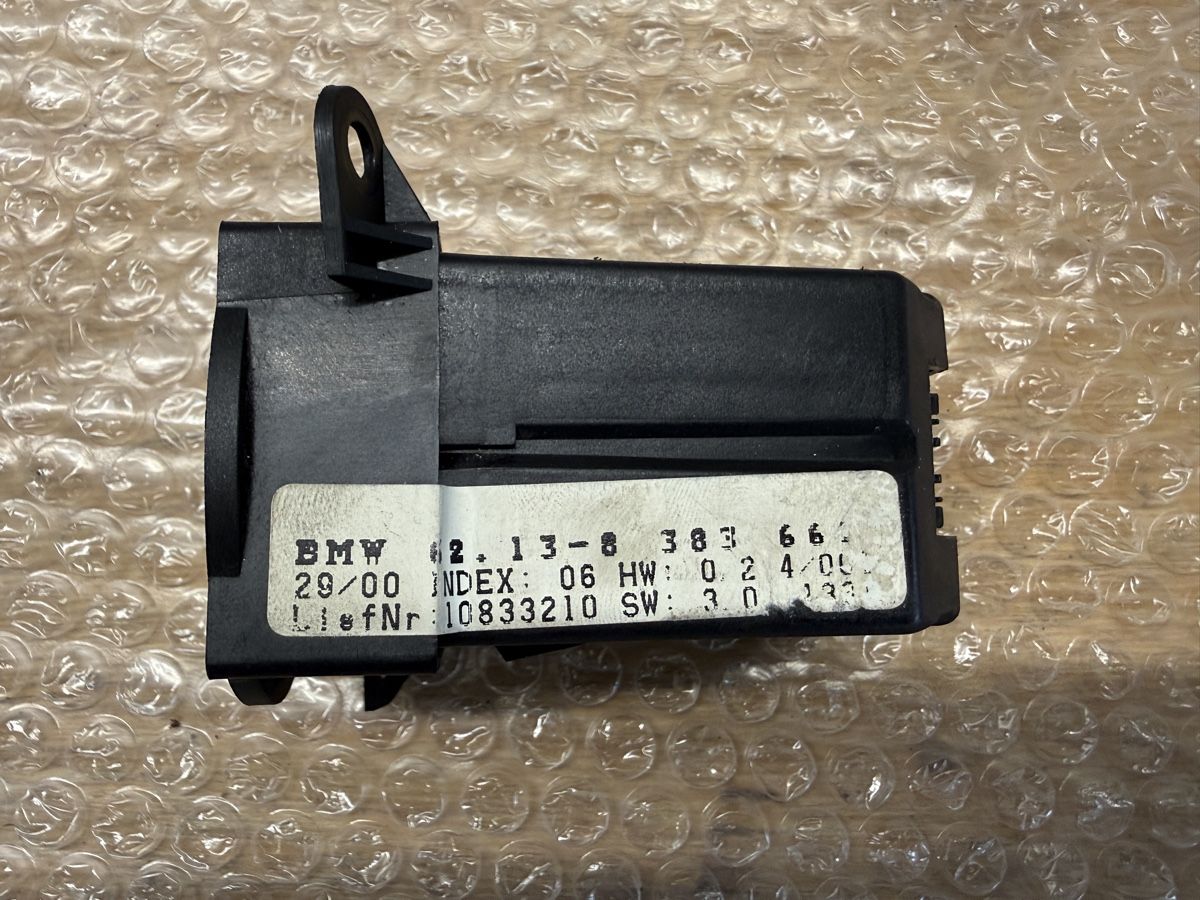 BMW 62.13-8 383
29/00 INDEX: 06 HW: 0 2
LiefNr:10833210 SW: 3 0